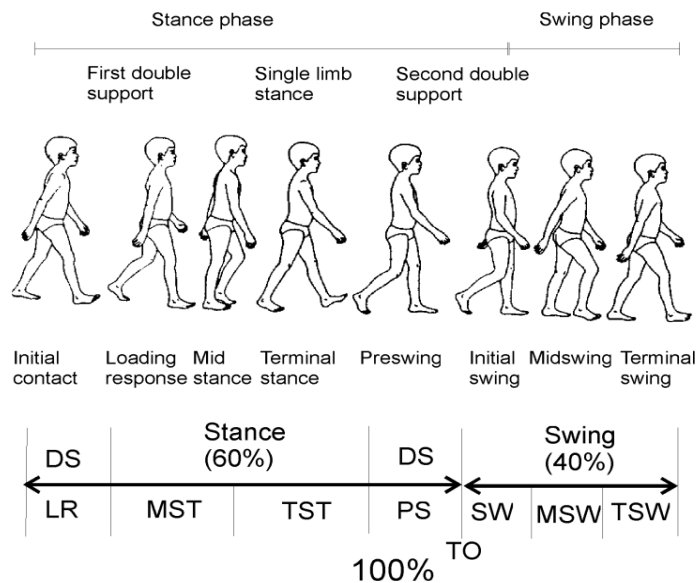 Stance phase Swing phase
First double Single limb Second double
support stance support
Initial Loading Mid Terminal Preswing Initial Midswing Terminal
contact response stance stance swing swing
Stance Swing
DS (60%) DS (40%)
LR MST TST PS SW MSW TSW
TO
100%